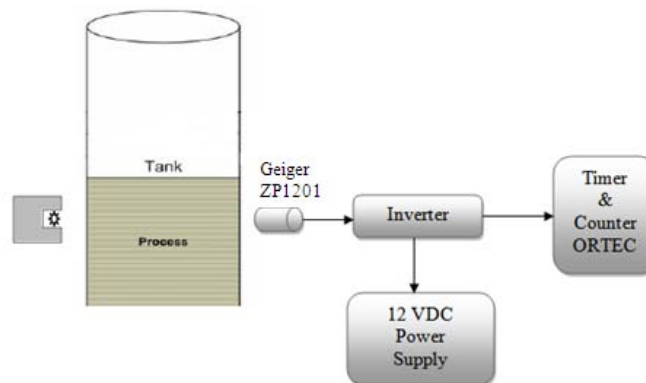 Tank
Process
Geiger
ZP1201
Inverter
Timer
&
Counter
ORTEC
12 VDC
Power
Supply